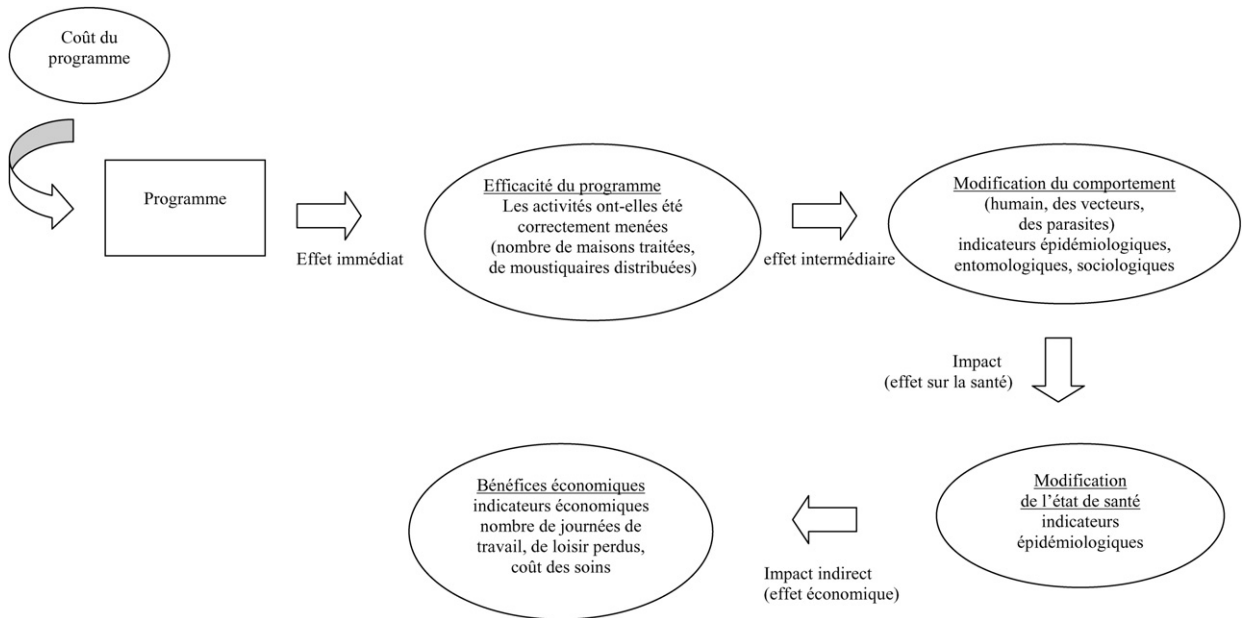 Coût du
programme
Programme
Effet immédiat
Efficacité du programme
Les activités ont-elles été
correctement menées
(nombre de maisons traitées,
de moustiquaires distribuées)
effet intermédiaire
Modification du comportement
(humain, des vecteurs,
des parasites)
indicateurs épidémiologiques,
entomologiques, sociologiques
Impact
(effet sur la santé)
Modification
de l’état de santé
indicateurs
épidémiologiques
Impact indirect
(effet économique)
Bénéfices économiques
indicateurs économiques
nombre de journées de
travail, de loisir perdus,
coût des soins